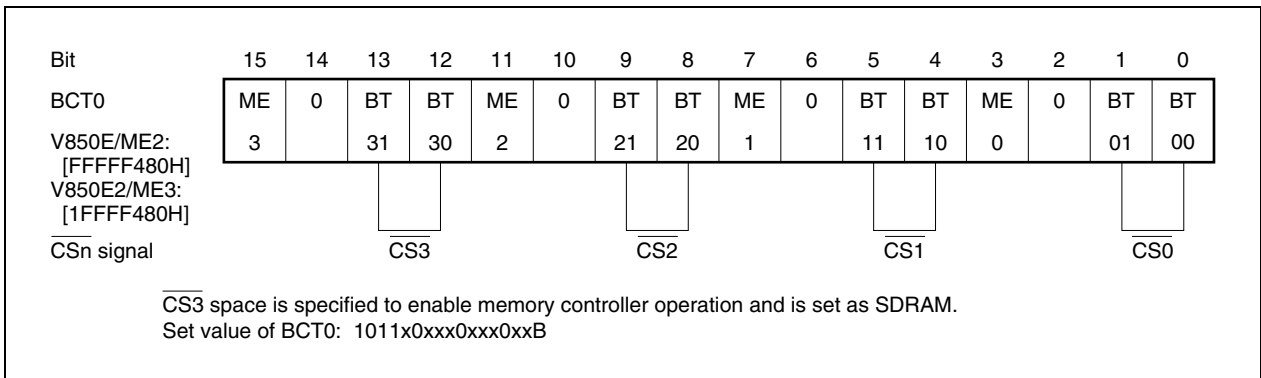 Bit 15 14 13 12 11 10 9 8 7 6 5 4 3 2 1 0
BCT0 ME 0 BT BT ME 0 BT BT ME 0 BT BT ME 0 BT BT
V850E/ME2: 3 31 30 2 21 20 1 11 10 0 01 00
[FFFFF480H]
V850E2/ME3:
[1FFFF480H]
CSn signal CS3 CS2 CS1 CS0
CS3 space is specified to enable memory controller operation and is set as SDRAM.
Set value of BCT0: 1011x0xxx0xxx0xxB